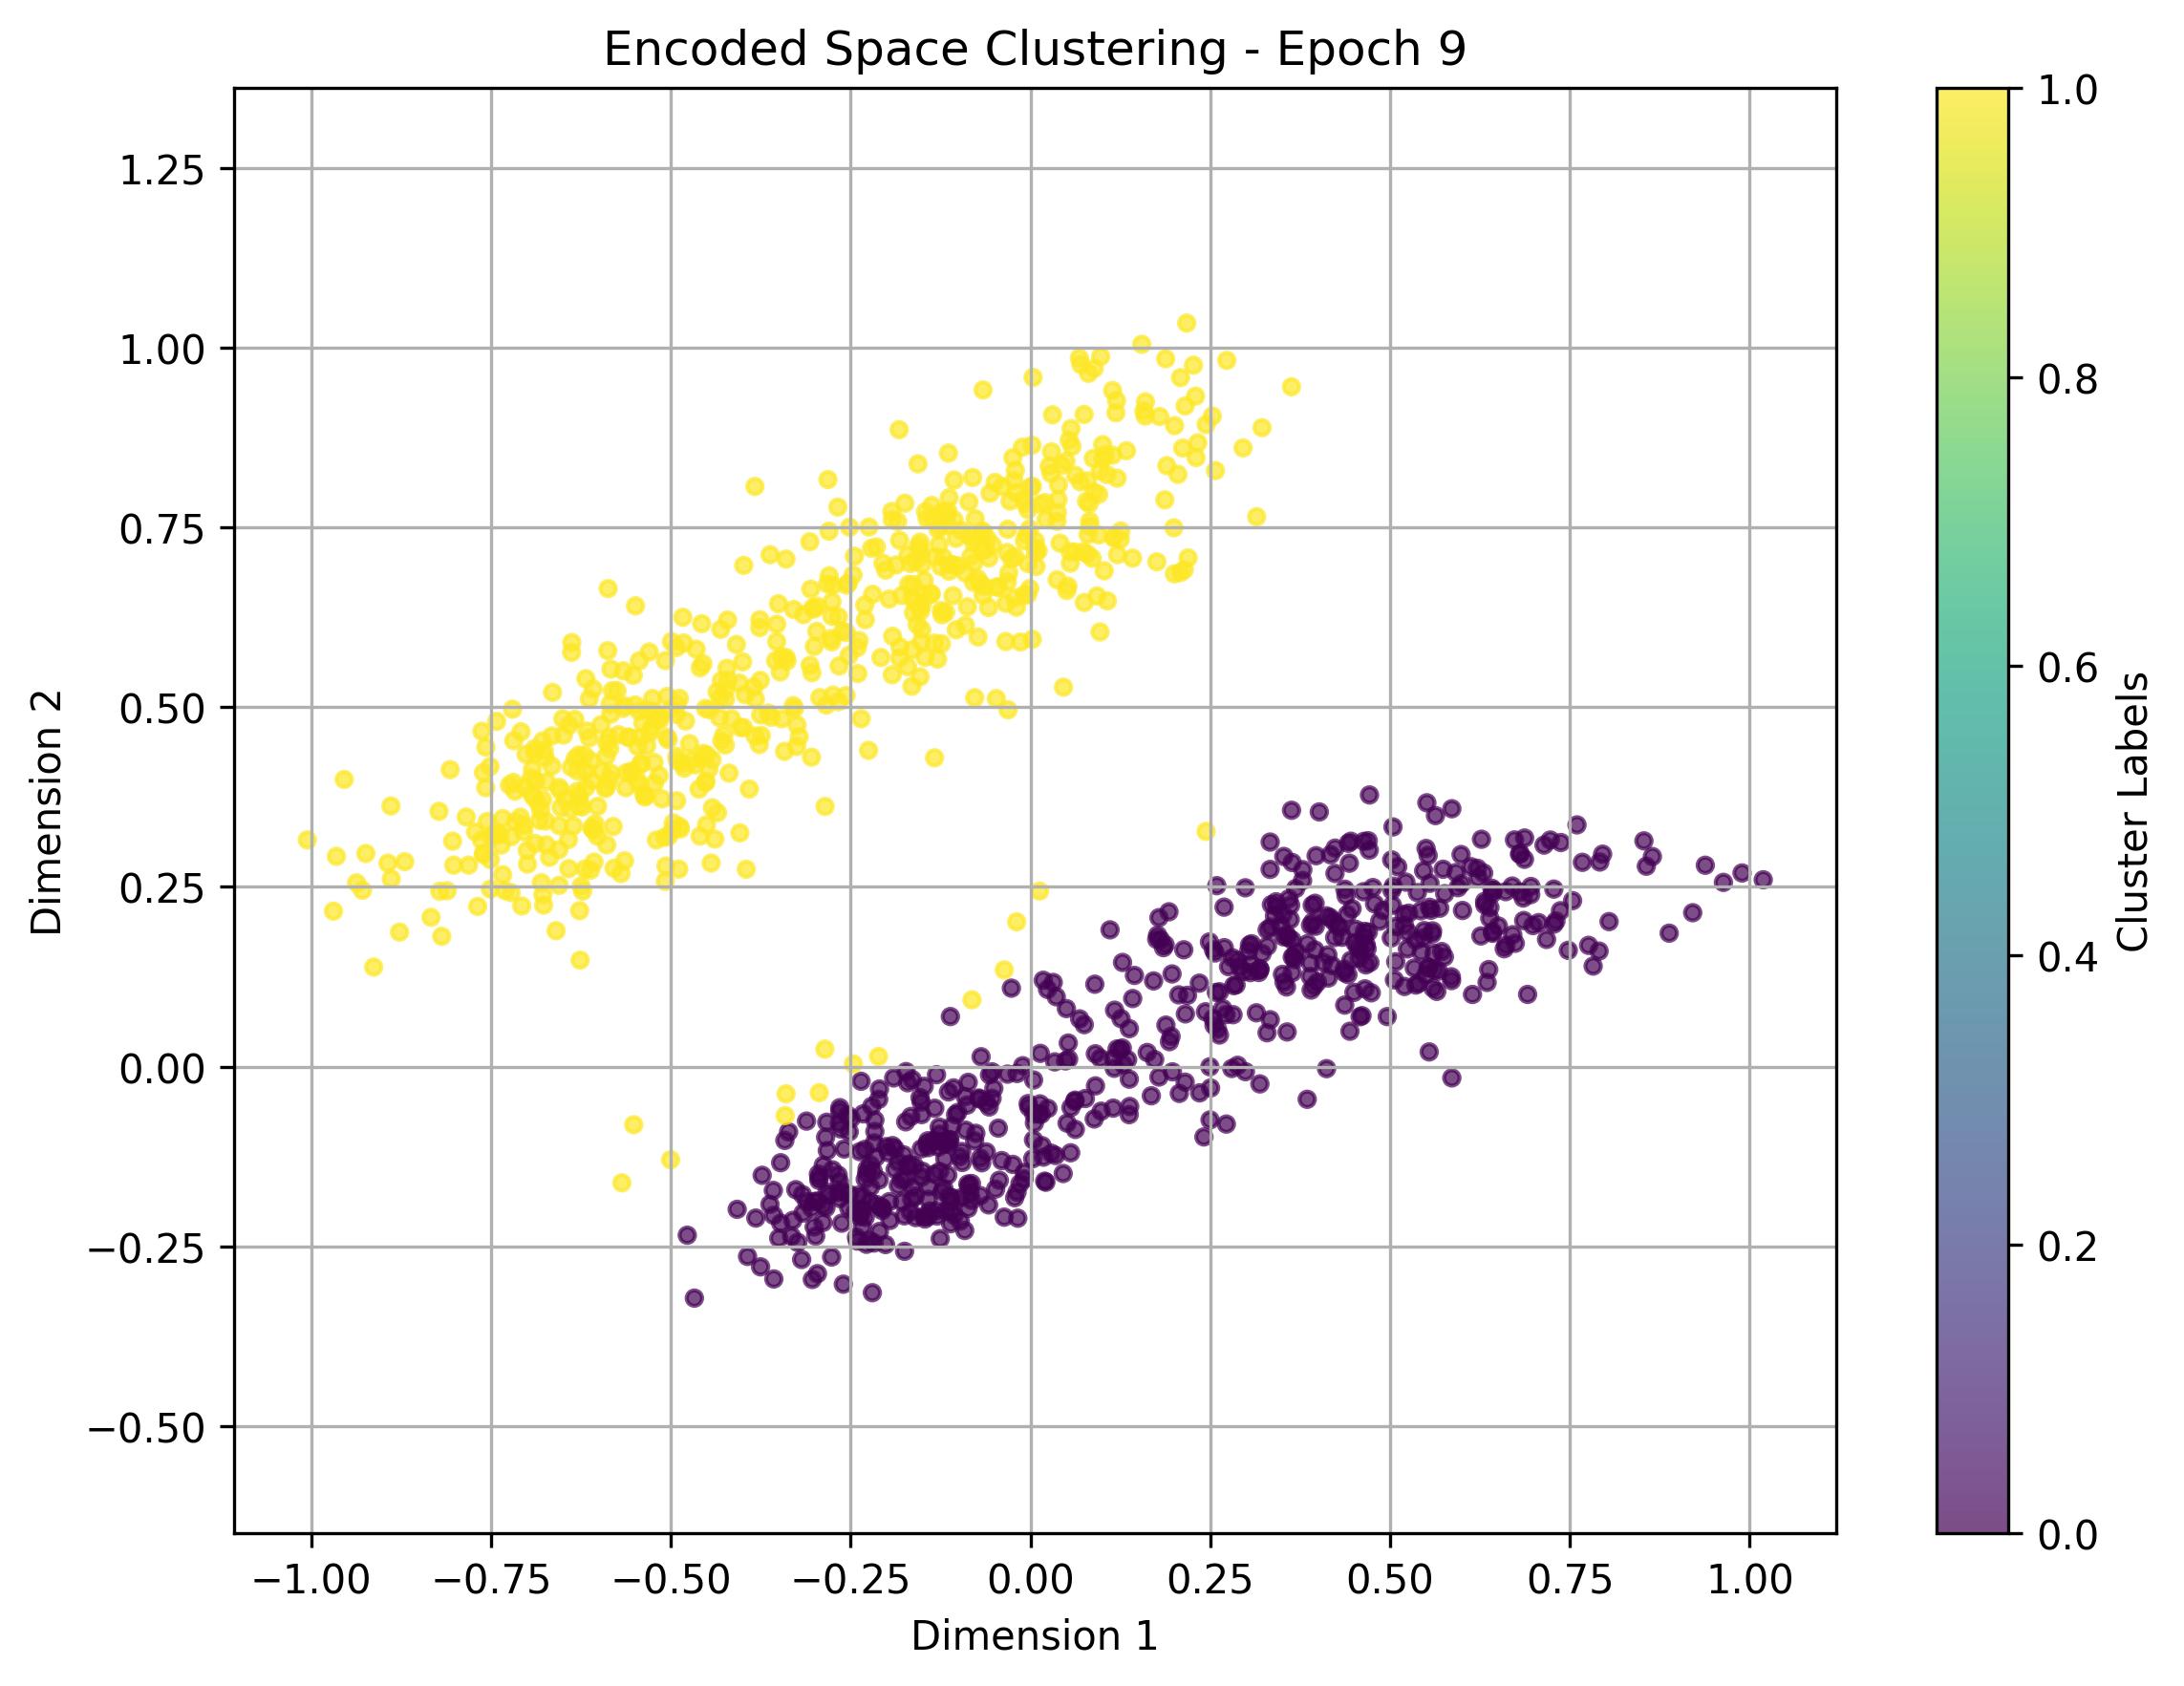 Encoded Space Clustering - Epoch 9
1.25
1.00
0.75
0.50
0.25
0.00
−0.25
−0.50
Dimension 2
−1.00 −0.75 −0.50 −0.25 0.00 0.25 0.50 0.75 1.00
Dimension 1
1.0
0.8
0.6
0.4
0.2
0.0
Cluster Labels